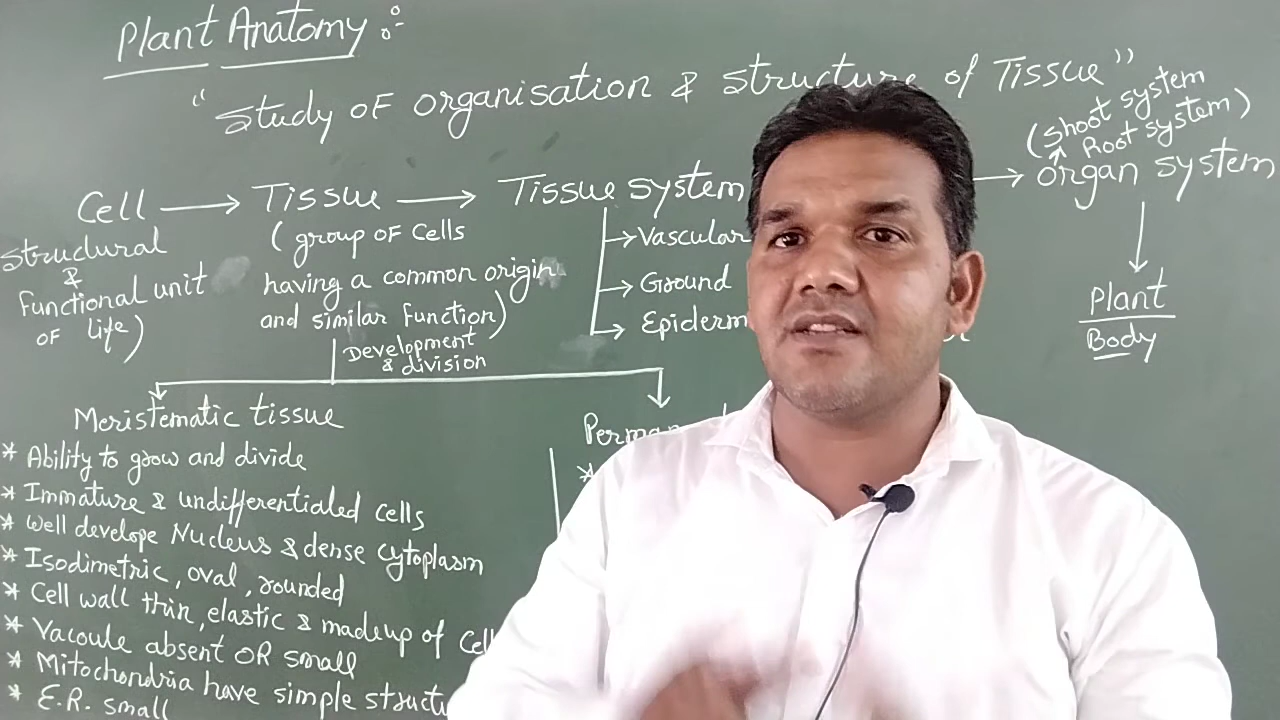 Plant Anatomy :-
" Study of organisation & structure of Tissue "
(Shoot system
Root system)
Cell → Tissue → Tissue system → organ system
Structural
&
Functional unit
of life)
( group of cells
having a common origin
and similar function)
→ Vascular
→ Ground
→ Epiderm
Plant
Body
Development
& division
Meristematic tissue
* Ability to grow and divide
* Immature & undifferentiated cells
* Well develope Nucleus & dense cytoplasm
* Isodimetric, oval, rounded
* Cell wall thin, elastic & madeup of Cell
* Vacoule absent OR small
* Mitochondria have simple structu
* E.R. small
Perman
*